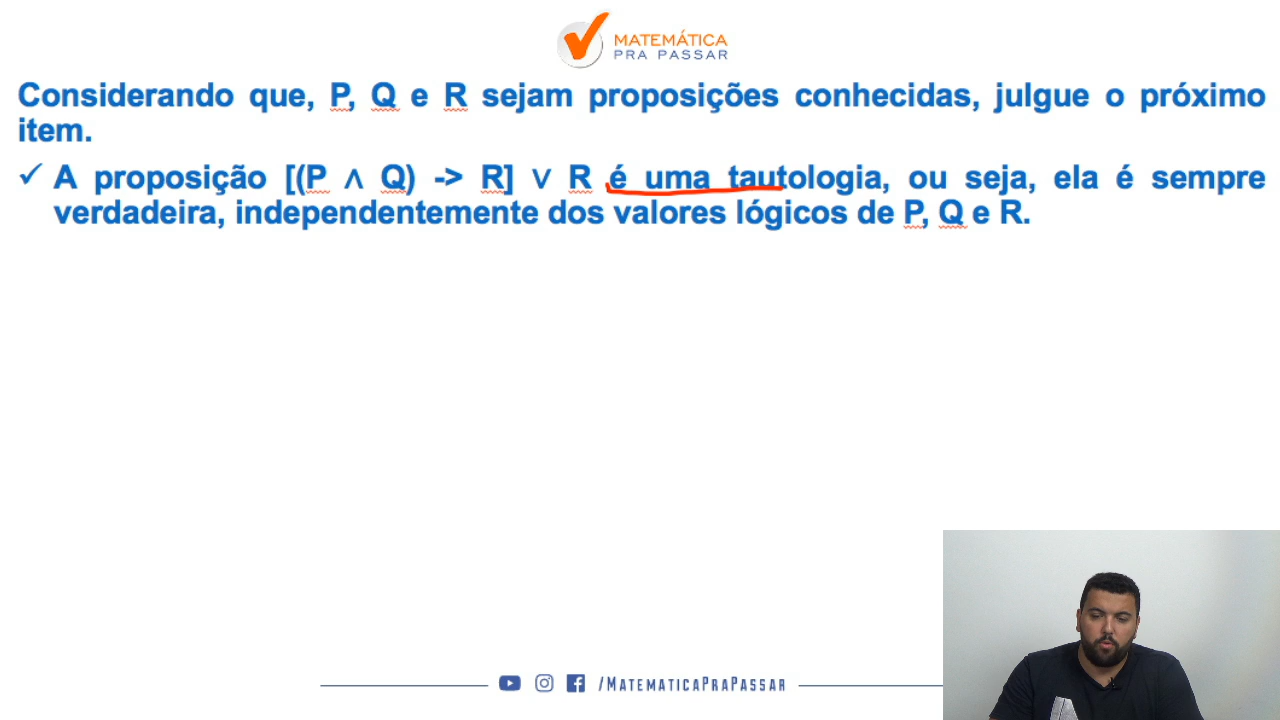 MATEMÁTICA
PRA PASSAR
Considerando que, P, Q e R sejam proposições conhecidas, julgue o próximo
item.
✓ A proposição [(P ∧ Q) -> R] ∨ R é uma tautologia, ou seja, ela é sempre
verdadeira, independentemente dos valores lógicos de P, Q e R.
/MATEMATICAPRAPASSAR